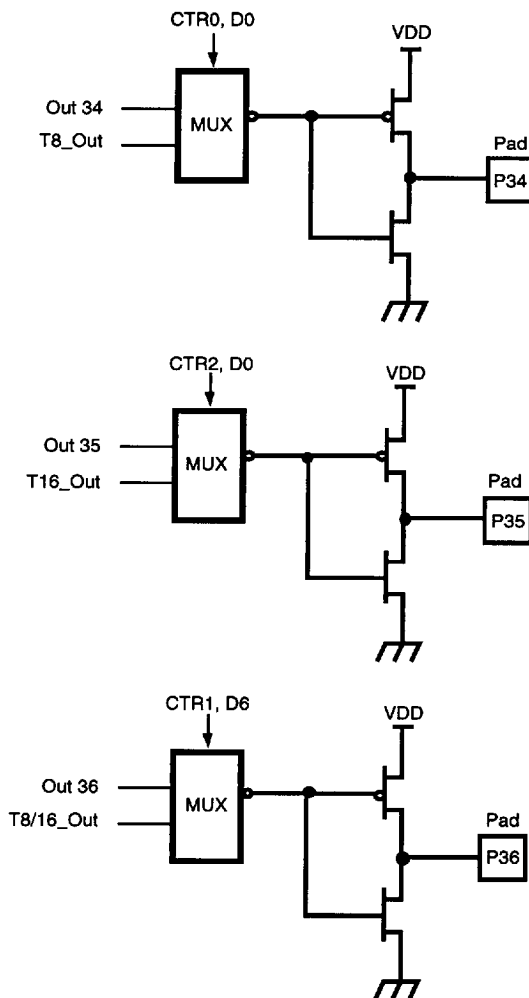 CTR0, D0
VDD
Out 34
T8_Out
MUX
Pad
P34
CTR2, D0
VDD
Out 35
T16_Out
MUX
Pad
P35
CTR1, D6
VDD
Out 36
T8/16_Out
MUX
Pad
P36